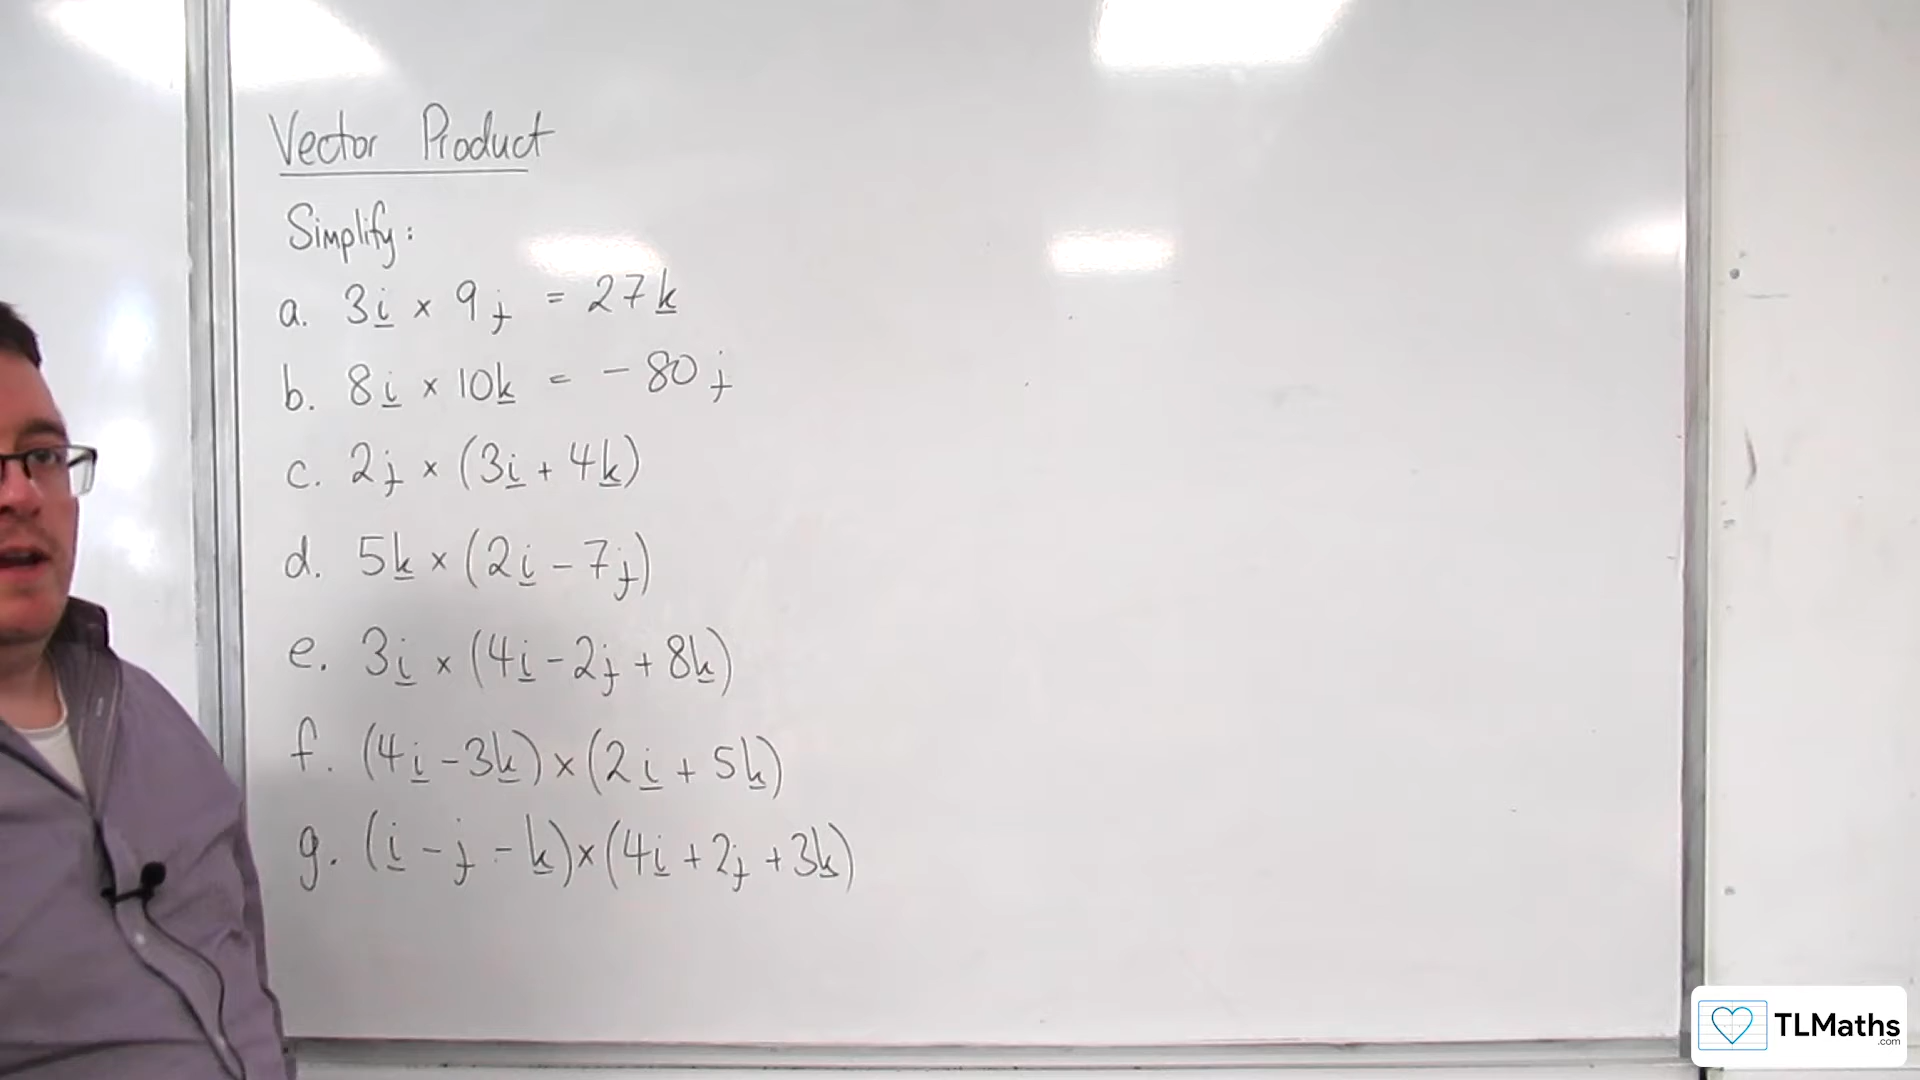 Vector Product
Simplify:
a. 3i × 9j = 27k
b. 8i × 10k = - 80j
c. 2j × (3i + 4k)
d. 5k × (2i - 7j)
e. 3i × (4i - 2j + 8k)
f. (4i - 3k) × (2i + 5k)
g. (i - j - k) × (4i + 2j + 3k)
TLMaths
.com